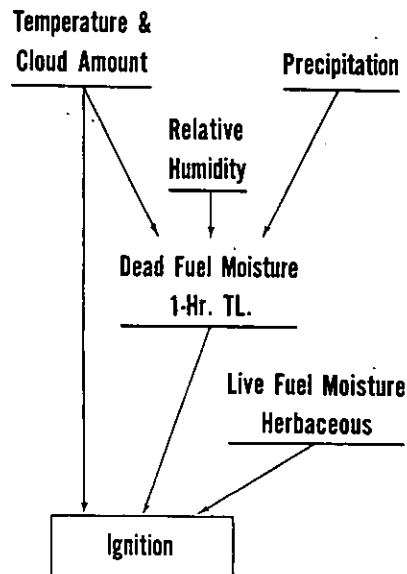 Temperature &
Cloud Amount
Precipitation
Relative
Humidity
Dead Fuel Moisture
1-Hr. TL.
Live Fuel Moisture
Herbaceous
Ignition